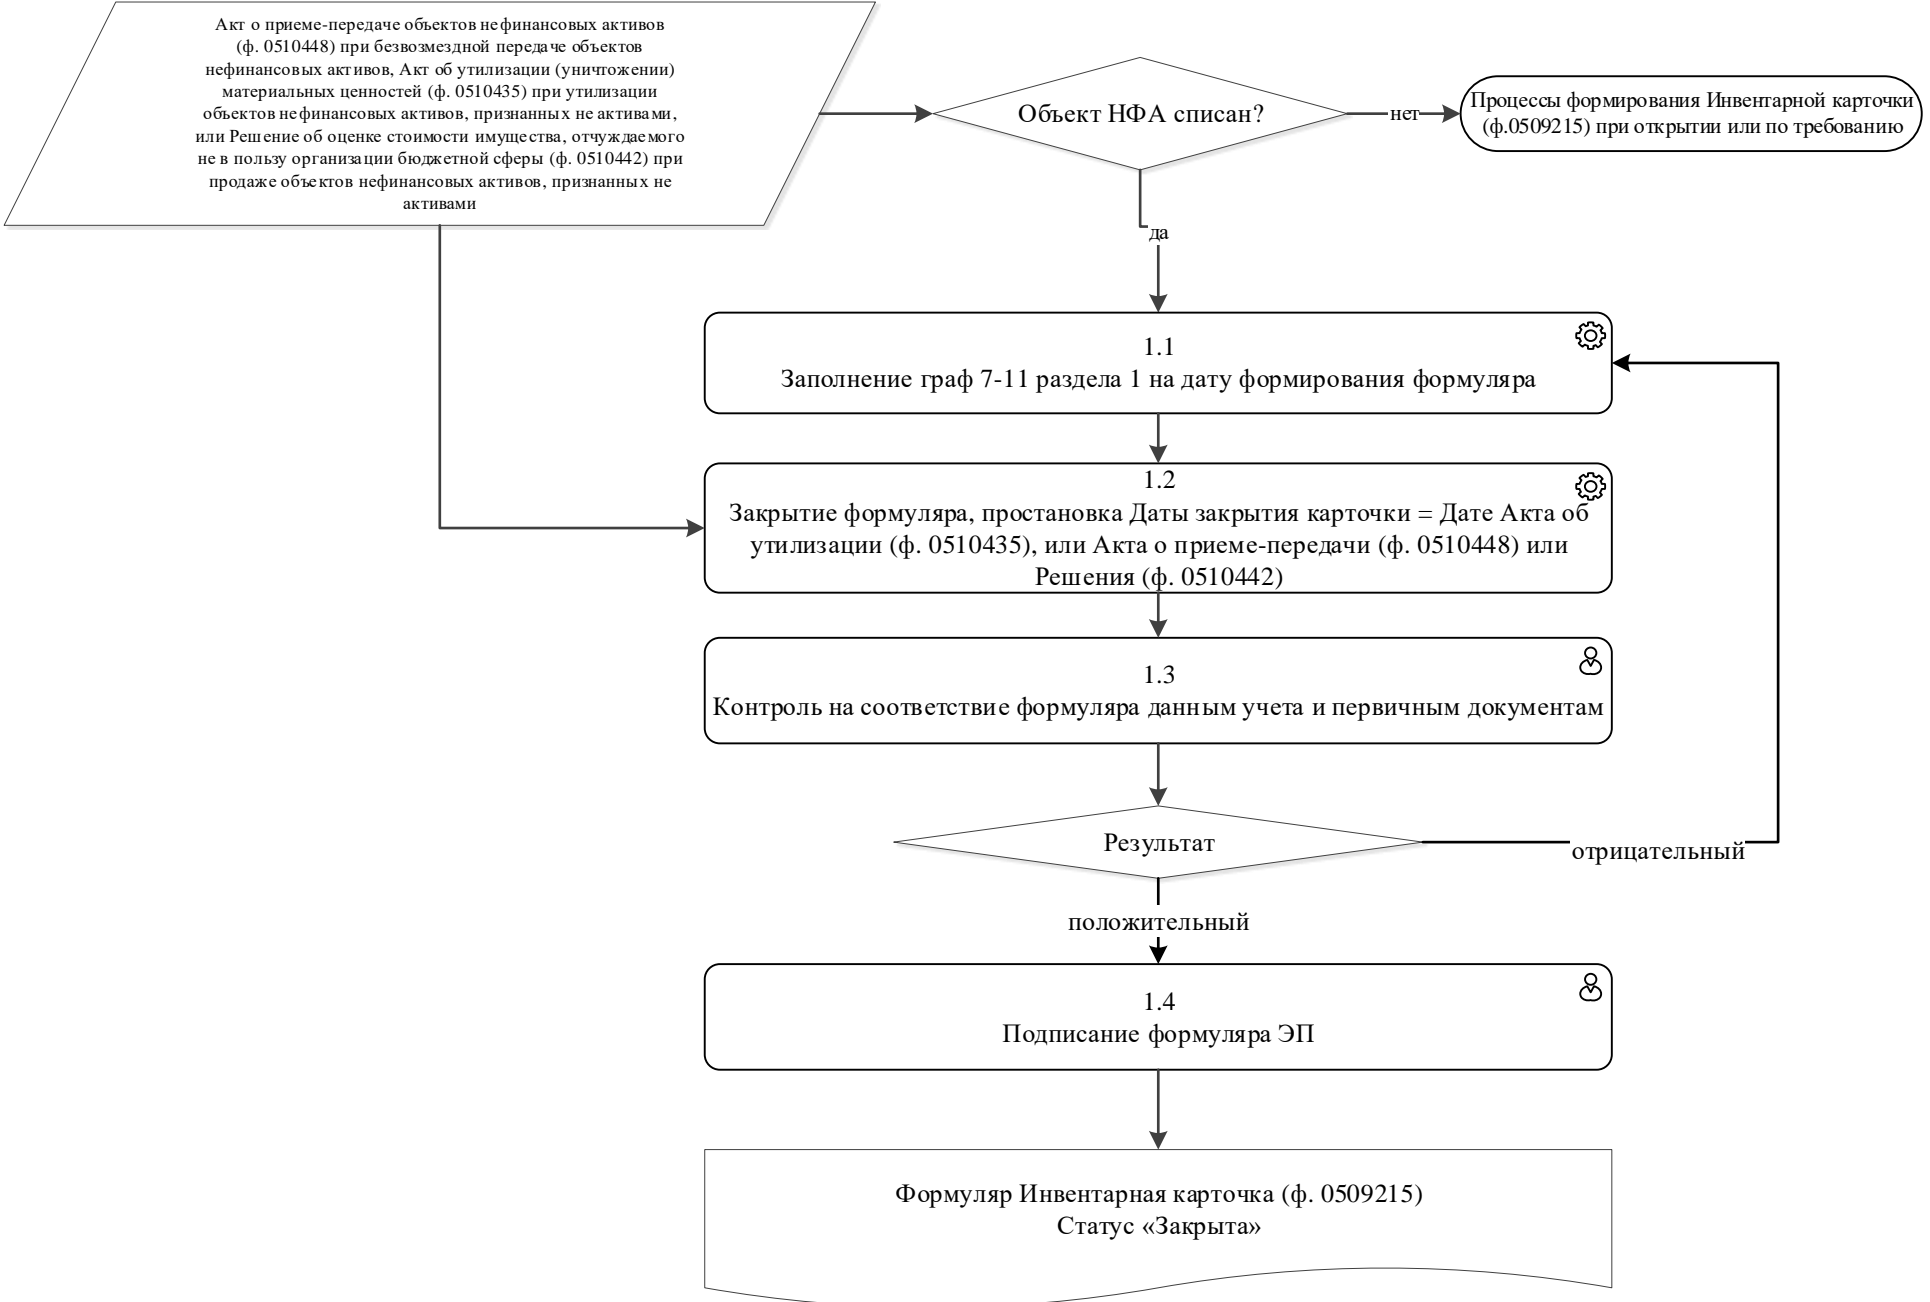 Акт о приеме-передаче объектов нефинансовых активов
(ф. 0510448) при безвозмездной передаче объектов
нефинансовых активов, Акт об утилизации (уничтожении)
материальных ценностей (ф. 0510435) при утилизации
объектов нефинансовых активов, признанных не активами,
или Решение об оценке стоимости имущества, отчуждаемого
не в пользу организации бюджетной сферы (ф. 0510442) при
продаже объектов нефинансовых активов, признанных не
активами
Объект НФА списан?
нет
Процессы формирования Инвентарной карточки
(ф.0509215) при открытии или по требованию
да
1.1
Заполнение граф 7-11 раздела 1 на дату формирования формуляра
1.2
Закрытие формуляра, простановка Даты закрытия карточки = Дате Акта об
утилизации (ф. 0510435), или Акта о приеме-передачи (ф. 0510448) или
Решения (ф. 0510442)
1.3
Контроль на соответствие формуляра данным учета и первичным документам
Результат
отрицательный
положительный
1.4
Подписание формуляра ЭП
Формуляр Инвентарная карточка (ф. 0509215)
Статус «Закрыта»